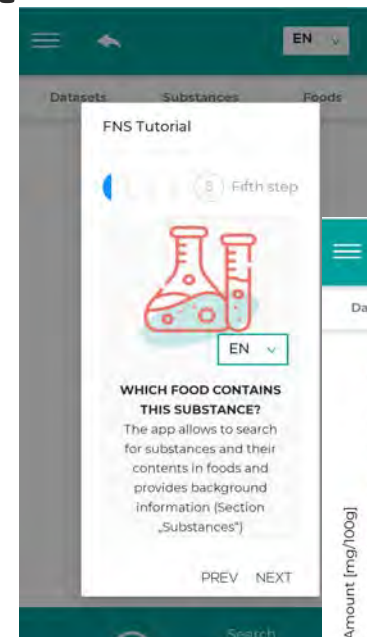 EN
Datasets Substances Foods
FNS Tutorial
5 Fifth step
EN
WHICH FOOD CONTAINS
THIS SUBSTANCE?
The app allows to search
for substances and their
contents in foods and
provides background
information (Section
„Substances“)
PREV NEXT
Search
Da
Amount [mg/100g]